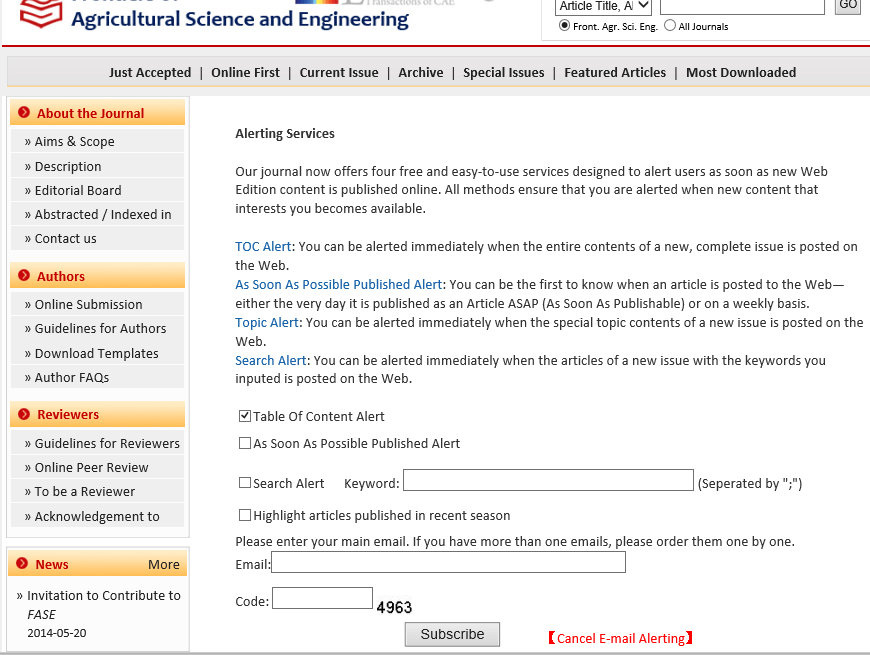 Agricultural Science and Engineering
Transactions of CAE
Article Title, A
GO
Front. Agr. Sci. Eng. All Journals
Just Accepted | Online First | Current Issue | Archive | Special Issues | Featured Articles | Most Downloaded
About the Journal
» Aims & Scope
» Description
» Editorial Board
» Abstracted / Indexed in
» Contact us
Authors
» Online Submission
» Guidelines for Authors
» Download Templates
» Author FAQs
Reviewers
» Guidelines for Reviewers
» Online Peer Review
» To be a Reviewer
» Acknowledgement to
News More
» Invitation to Contribute to
FASE
2014-05-20
Alerting Services
Our journal now offers four free and easy-to-use services designed to alert users as soon as new Web
Edition content is published online. All methods ensure that you are alerted when new content that
interests you becomes available.
TOC Alert: You can be alerted immediately when the entire contents of a new, complete issue is posted on
the Web.
As Soon As Possible Published Alert: You can be the first to know when an article is posted to the Web—
either the very day it is published as an Article ASAP (As Soon As Publishable) or on a weekly basis.
Topic Alert: You can be alerted immediately when the special topic contents of a new issue is posted on the
Web.
Search Alert: You can be alerted immediately when the articles of a new issue with the keywords you
inputed is posted on the Web.
Table Of Content Alert
As Soon As Possible Published Alert
Search Alert Keyword: (Seperated by ";")
Highlight articles published in recent season
Please enter your main email. If you have more than one emails, please order them one by one.
Email:
Code: 4963
Subscribe
【Cancel E-mail Alerting】